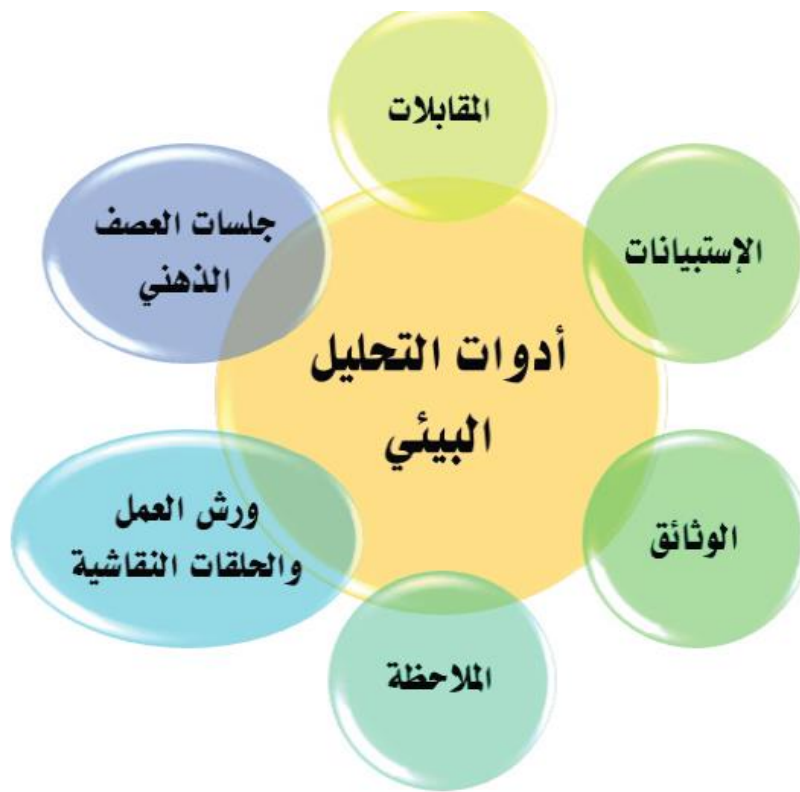 المقابلات
الإستبيانات
الوثائق
الملاحظة
ورش العمل
والحلقات النقاشية
جلسات العصف
الذهني
أدوات التحليل
البيئي